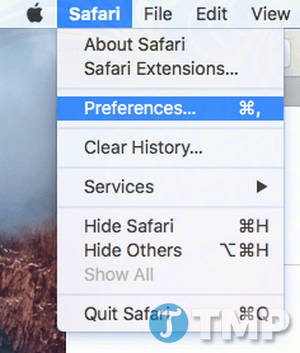 Safari File Edit View
About Safari
Safari Extensions...
Preferences... ⌘,
Clear History...
Services ▶
Hide Safari ⌘H
Hide Others ⌥⌘H
Show All
Quit Safari ⌘Q
TMP